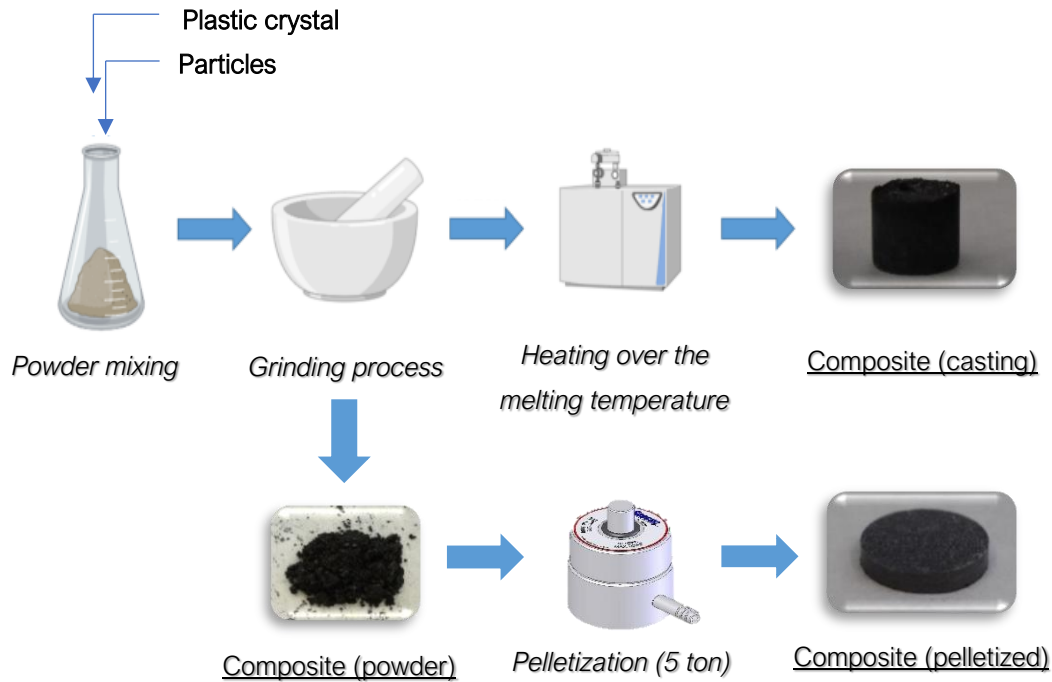 Plastic crystal
Particles
Powder mixing
Grinding process
Heating over the
melting temperature
Composite (casting)
Composite (powder)
Pelletization (5 ton)
Composite (pelletized)